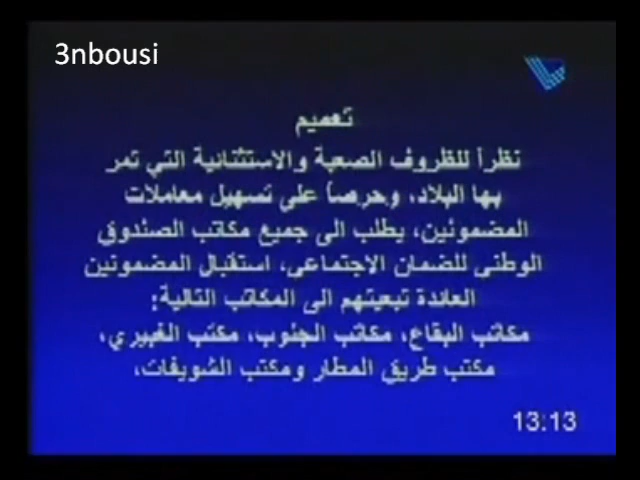 3nbousi
تعميم
نظراً للظروف الصعبة والاستثنائية التي تمر
بها البلاد، وحرصاً على تسهيل معاملات
المضمونين، يطلب الى جميع مكاتب الصندوق
الوطني للضمان الاجتماعي، استقبال المضمونين
العائدة تبعيتهم الى المكاتب التالية:
مكاتب البقاع، مكاتب الجنوب، مكتب الغبيري،
مكتب طريق المطار ومكتب الشويفات،
13:13